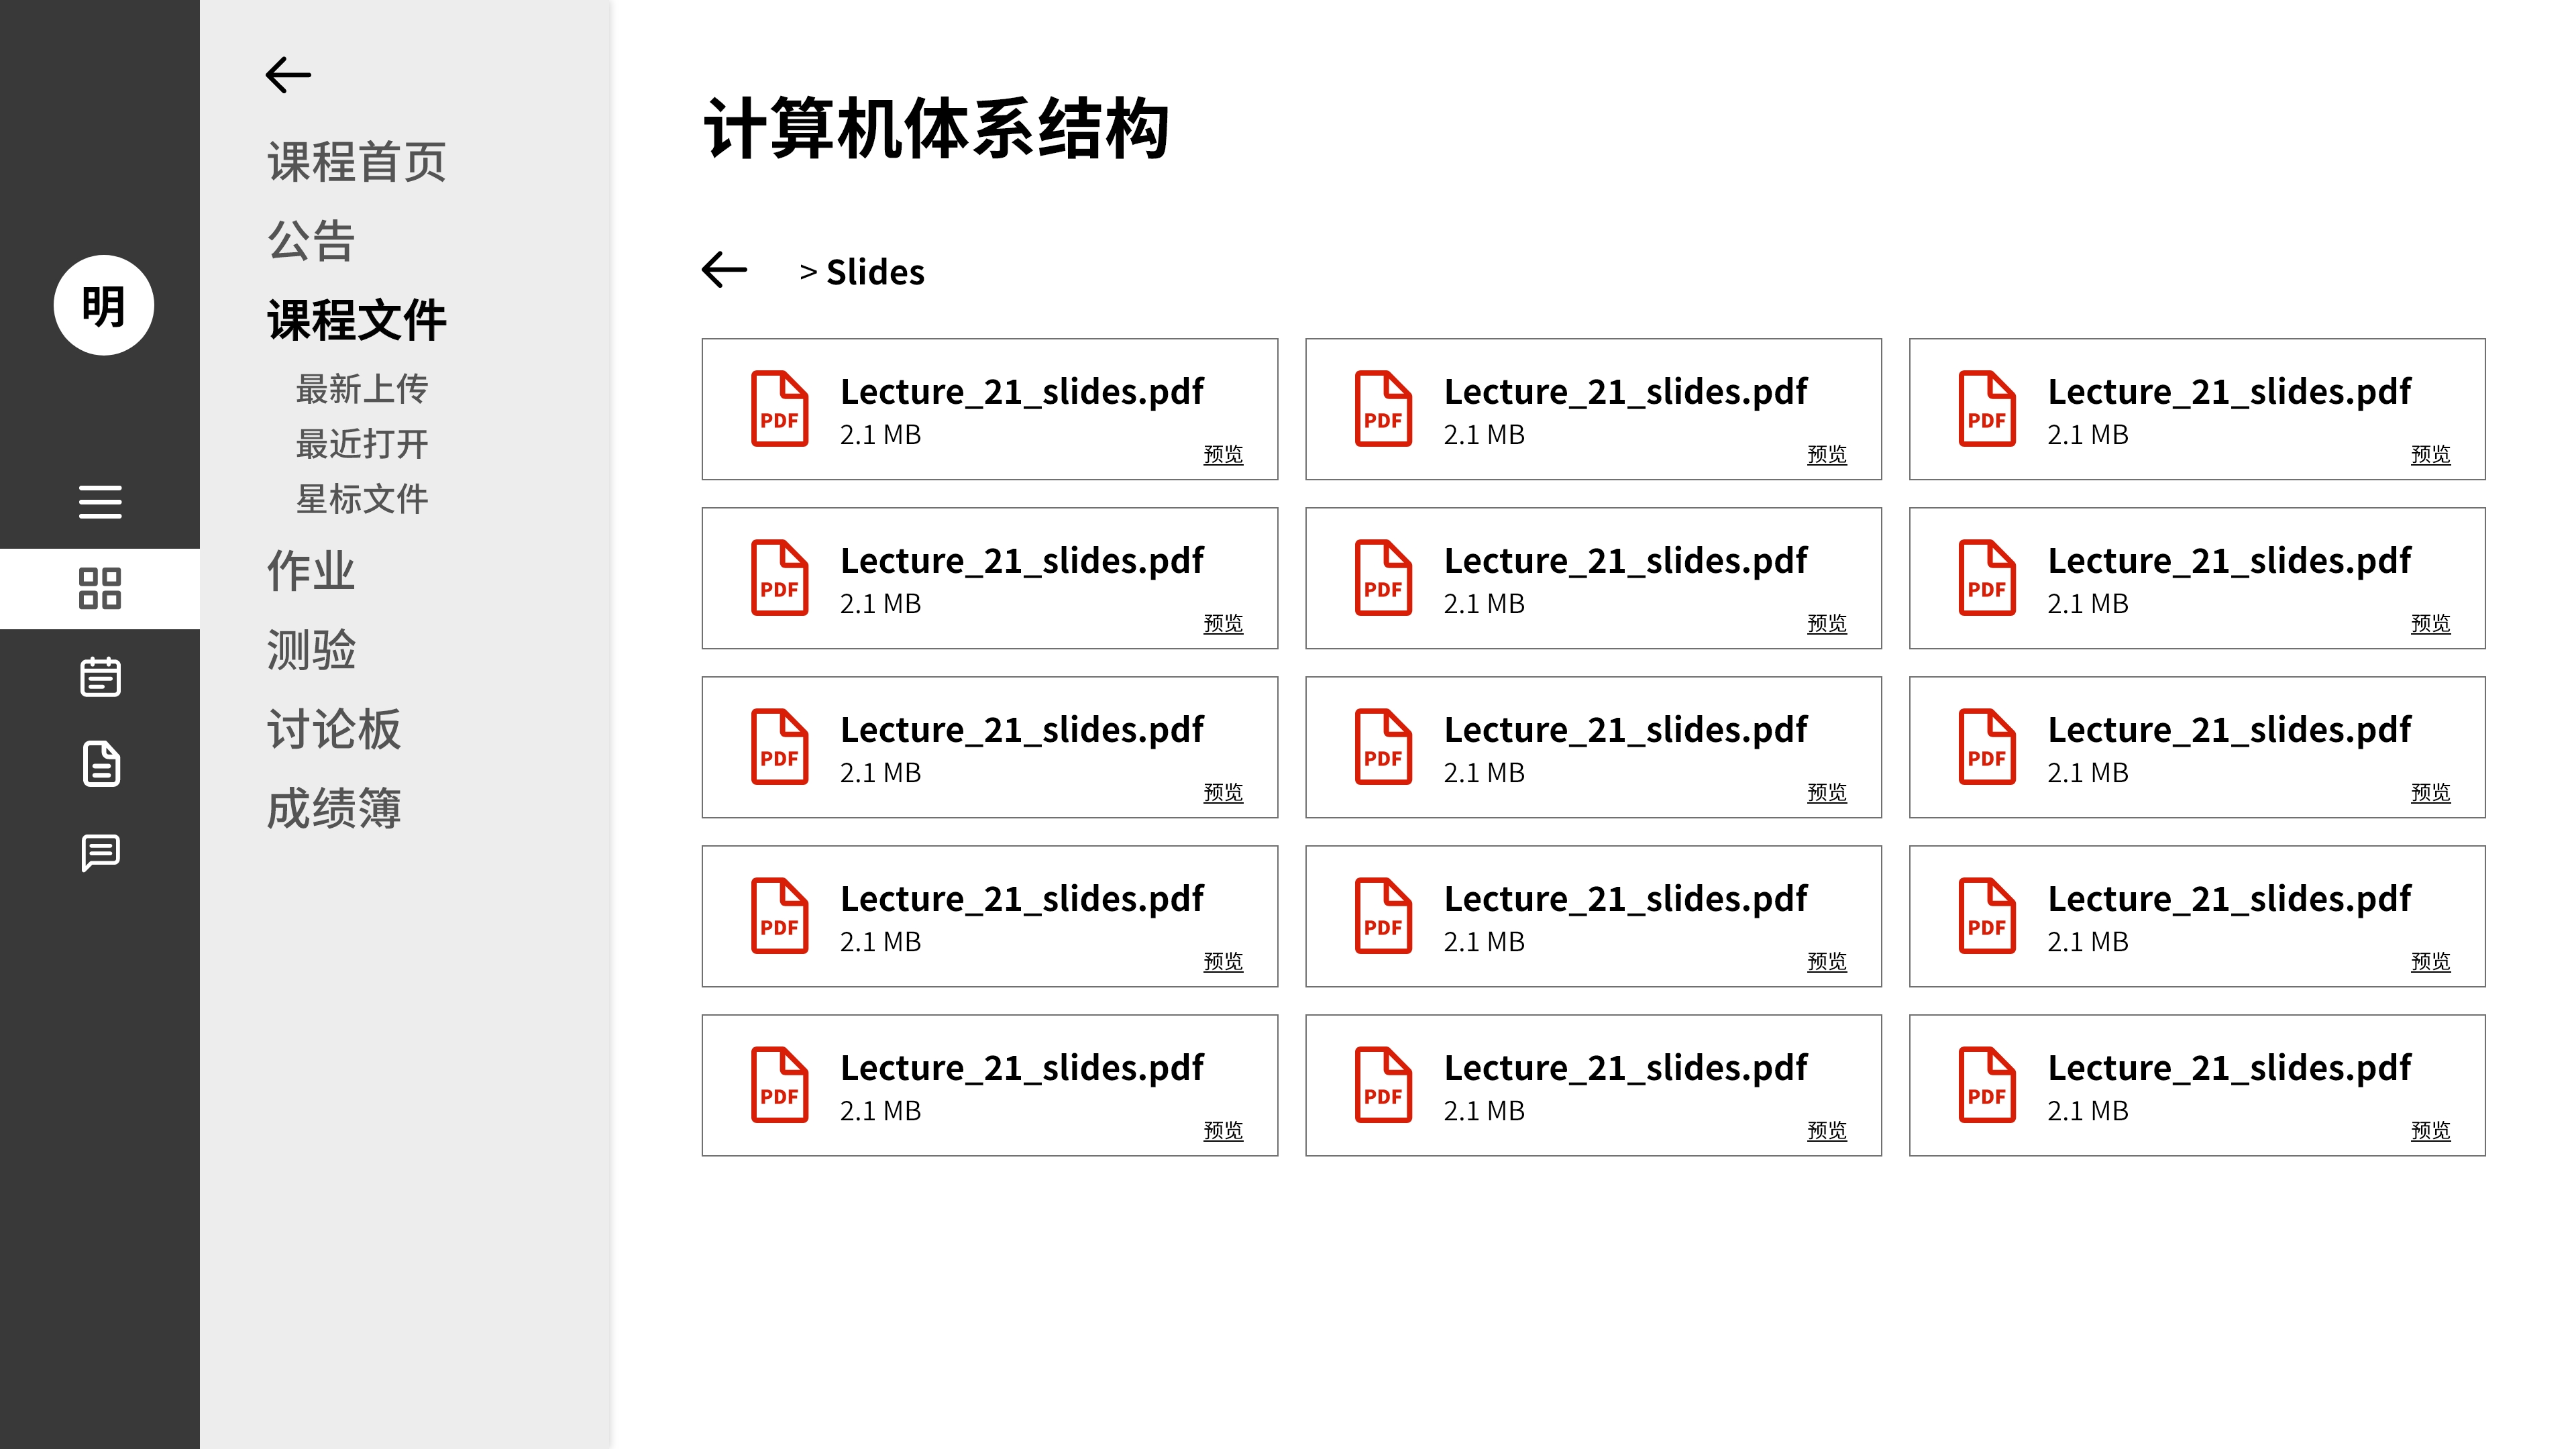 明
课程首页
公告
课程文件
最新上传
最近打开
星标文件
作业
测验
讨论板
成绩簿
计算机体系结构
> Slides
PDF
Lecture_21_slides.pdf
2.1 MB
预览
PDF
Lecture_21_slides.pdf
2.1 MB
预览
PDF
Lecture_21_slides.pdf
2.1 MB
预览
PDF
Lecture_21_slides.pdf
2.1 MB
预览
PDF
Lecture_21_slides.pdf
2.1 MB
预览
PDF
Lecture_21_slides.pdf
2.1 MB
预览
PDF
Lecture_21_slides.pdf
2.1 MB
预览
PDF
Lecture_21_slides.pdf
2.1 MB
预览
PDF
Lecture_21_slides.pdf
2.1 MB
预览
PDF
Lecture_21_slides.pdf
2.1 MB
预览
PDF
Lecture_21_slides.pdf
2.1 MB
预览
PDF
Lecture_21_slides.pdf
2.1 MB
预览
PDF
Lecture_21_slides.pdf
2.1 MB
预览
PDF
Lecture_21_slides.pdf
2.1 MB
预览
PDF
Lecture_21_slides.pdf
2.1 MB
预览